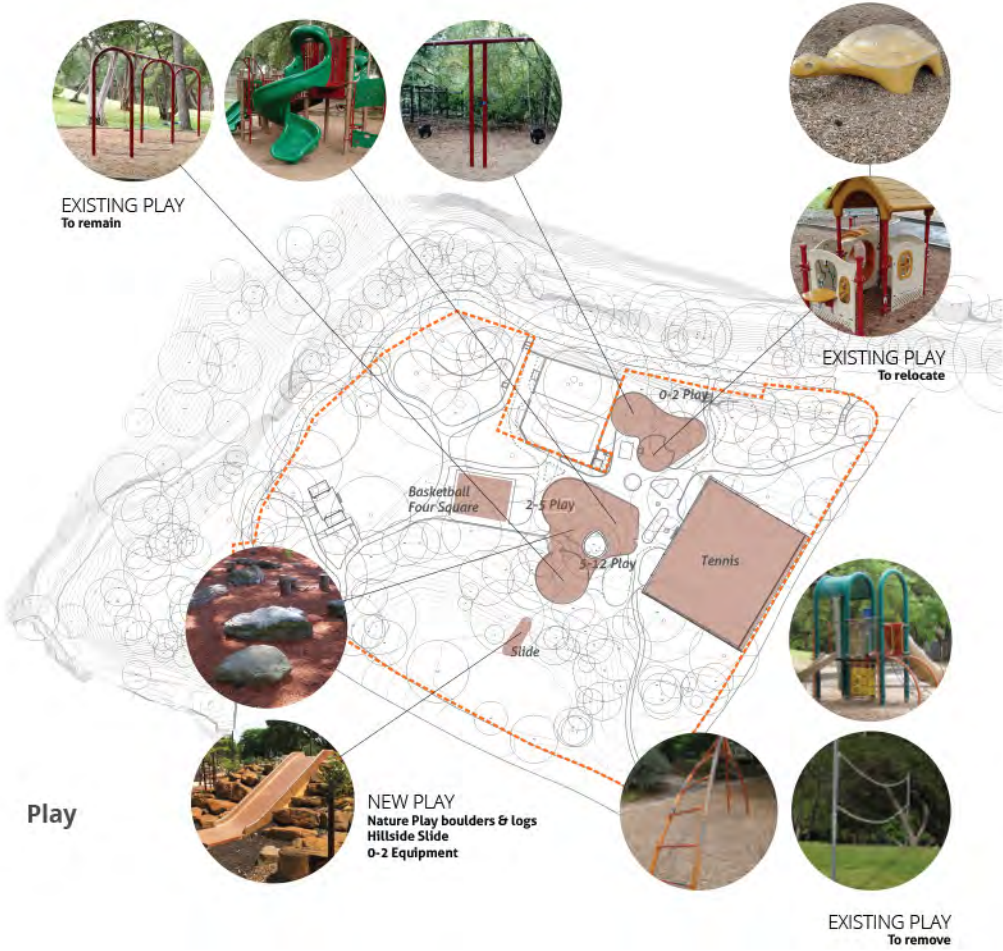 EXISTING PLAY
To remain
EXISTING PLAY
To relocate
0-2 Play
Basketball
Four Square
2-5 Play
5-12 Play
Tennis
Slide
Play
NEW PLAY
Nature Play boulders & logs
Hillside Slide
0-2 Equipment
EXISTING PLAY
To remove